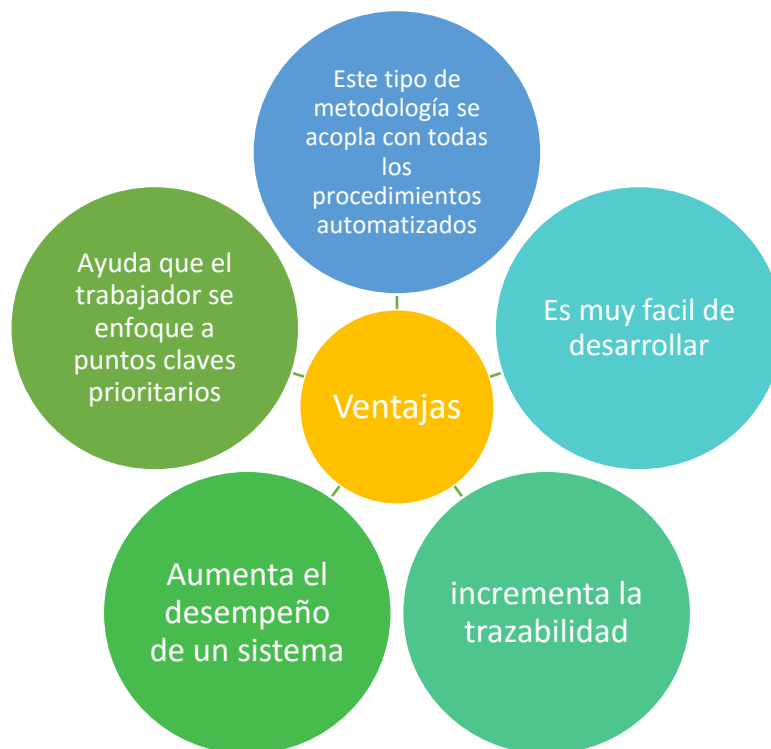 Este tipo de
metodología se
acopla con todas
los
procedimientos
automatizados
Es muy facil de
desarrollar
incrementa la
trazabilidad
Aumenta el
desempeño
de un sistema
Ayuda que el
trabajador se
enfoque a
puntos claves
prioritarios
Ventajas